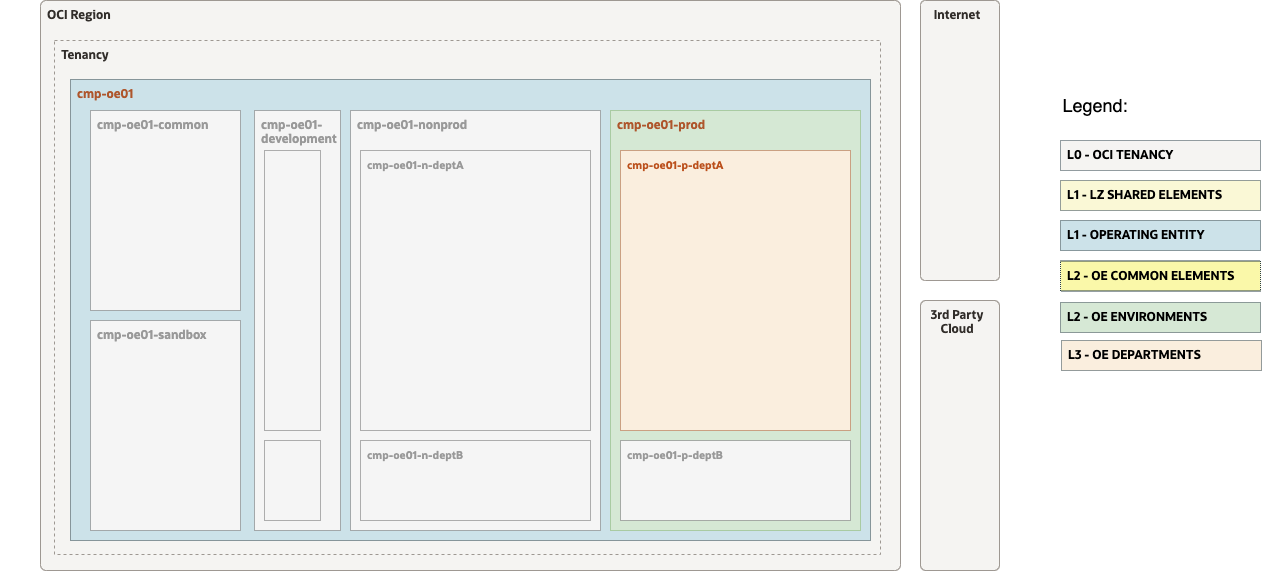 OCI Region
Tenancy
cmp-oe01
cmp-oe01-common
cmp-oe01-sandbox
cmp-oe01-
development
cmp-oe01-nonprod
cmp-oe01-n-deptA
cmp-oe01-n-deptB
cmp-oe01-prod
cmp-oe01-p-deptA
cmp-oe01-p-deptB
Internet
3rd Party
Cloud
Legend:
L0 - OCI TENANCY
L1 - LZ SHARED ELEMENTS
L1 - OPERATING ENTITY
L2 - OE COMMON ELEMENTS
L2 - OE ENVIRONMENTS
L3 - OE DEPARTMENTS